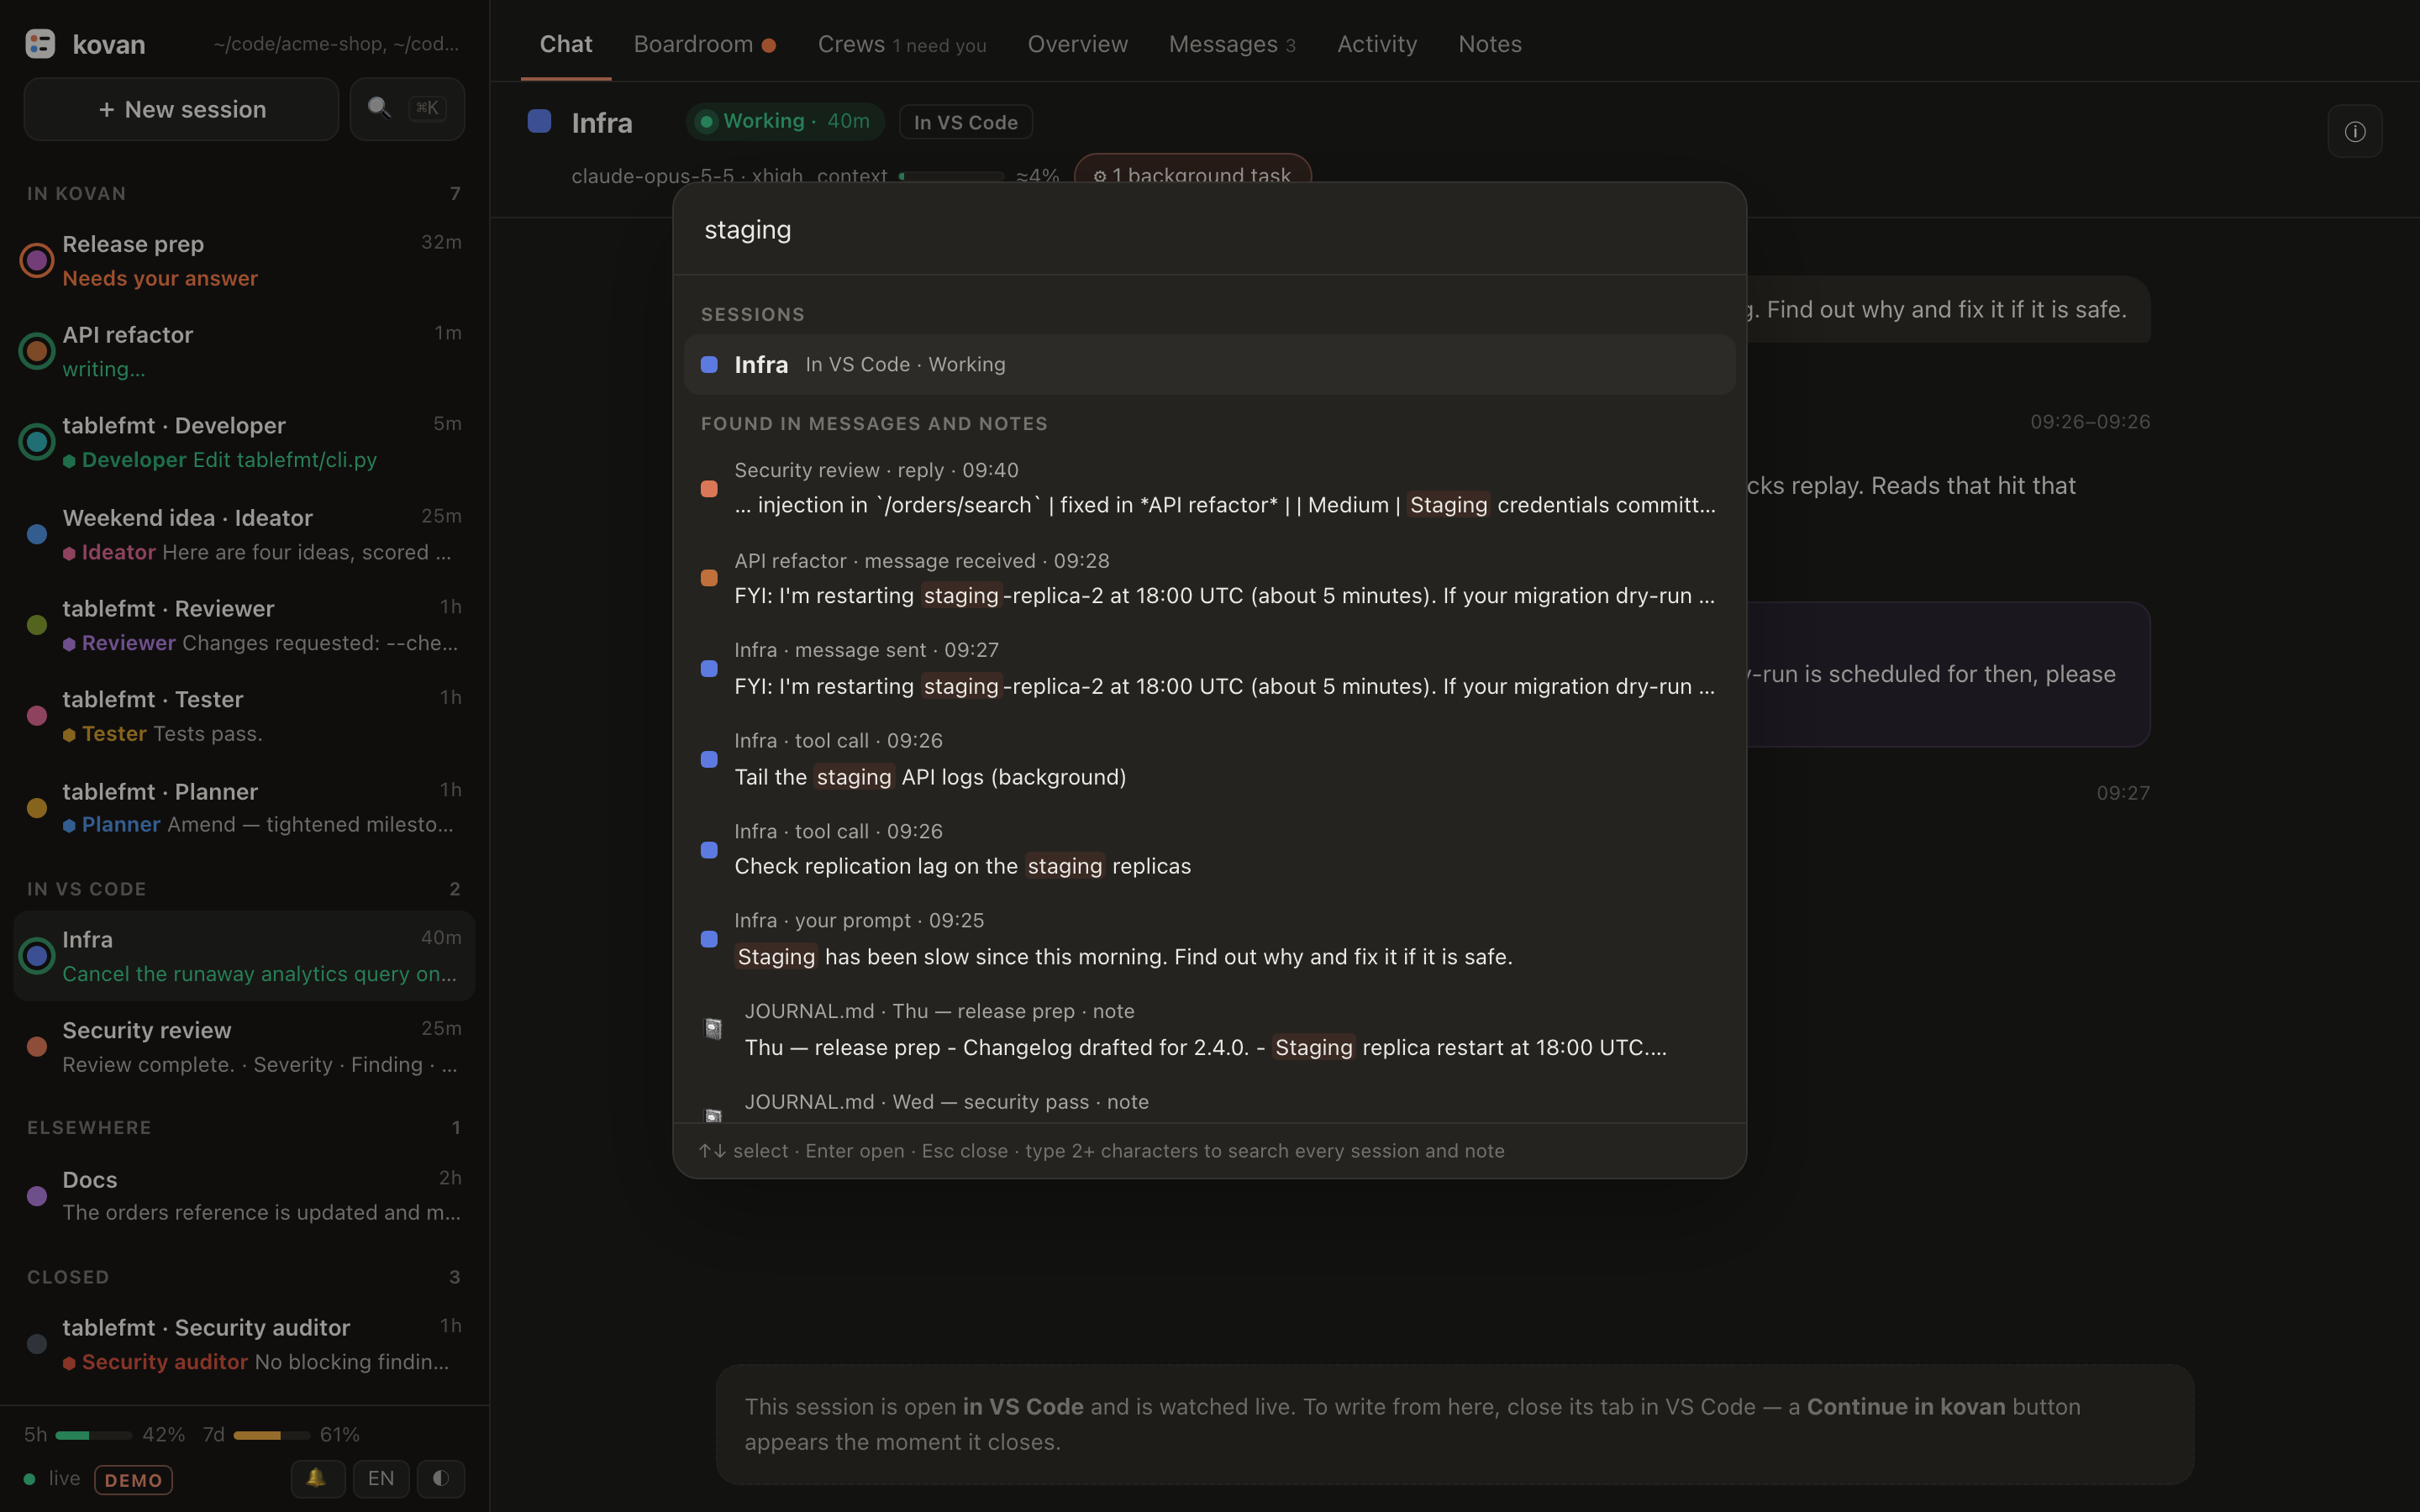 kovan
~/code/acme-shop, ~/cod...
+ New session
⌘K
IN KOVAN 7
Release prep 32m
Needs your answer
API refactor 1m
writing...
tablefmt · Developer 5m
Developer Edit tablefmt/cli.py
Weekend idea · Ideator 25m
Ideator Here are four ideas, scored ...
tablefmt · Reviewer 1h
Reviewer Changes requested: --che...
tablefmt · Tester 1h
Tester Tests pass.
tablefmt · Planner 1h
Planner Amend — tightened milesto...
IN VS CODE 2
Infra 40m
Cancel the runaway analytics query on...
Security review 25m
Review complete. · Severity · Finding · ...
ELSEWHERE 1
Docs 2h
The orders reference is updated and m...
CLOSED 3
tablefmt · Security auditor 1h
Security auditor No blocking findin...
5h 42% 7d 61%
live DEMO EN
Chat Boardroom Crews 1 need you Overview Messages 3 Activity Notes
Infra Working · 40m In VS Code
claude-opus-5-5 · xhigh context ≈4% 1 background task
staging
SESSIONS
Infra In VS Code · Working
FOUND IN MESSAGES AND NOTES
Security review · reply · 09:40
... injection in `/orders/search` | fixed in *API refactor* | | Medium | Staging credentials committ...
API refactor · message received · 09:28
FYI: I'm restarting staging-replica-2 at 18:00 UTC (about 5 minutes). If your migration dry-run ...
Infra · message sent · 09:27
FYI: I'm restarting staging-replica-2 at 18:00 UTC (about 5 minutes). If your migration dry-run ...
Infra · tool call · 09:26
Tail the staging API logs (background)
Infra · tool call · 09:26
Check replication lag on the staging replicas
Infra · your prompt · 09:25
Staging has been slow since this morning. Find out why and fix it if it is safe.
JOURNAL.md · Thu — release prep · note
Thu — release prep - Changelog drafted for 2.4.0. - Staging replica restart at 18:00 UTC....
JOURNAL.md · Wed — security pass · note
↑↓ select · Enter open · Esc close · type 2+ characters to search every session and note
. Find out why and fix it if it is safe.
09:26–09:26
cks replay. Reads that hit that
-run is scheduled for then, please
09:27
This session is open in VS Code and is watched live. To write from here, close its tab in VS Code — a Continue in kovan button
appears the moment it closes.